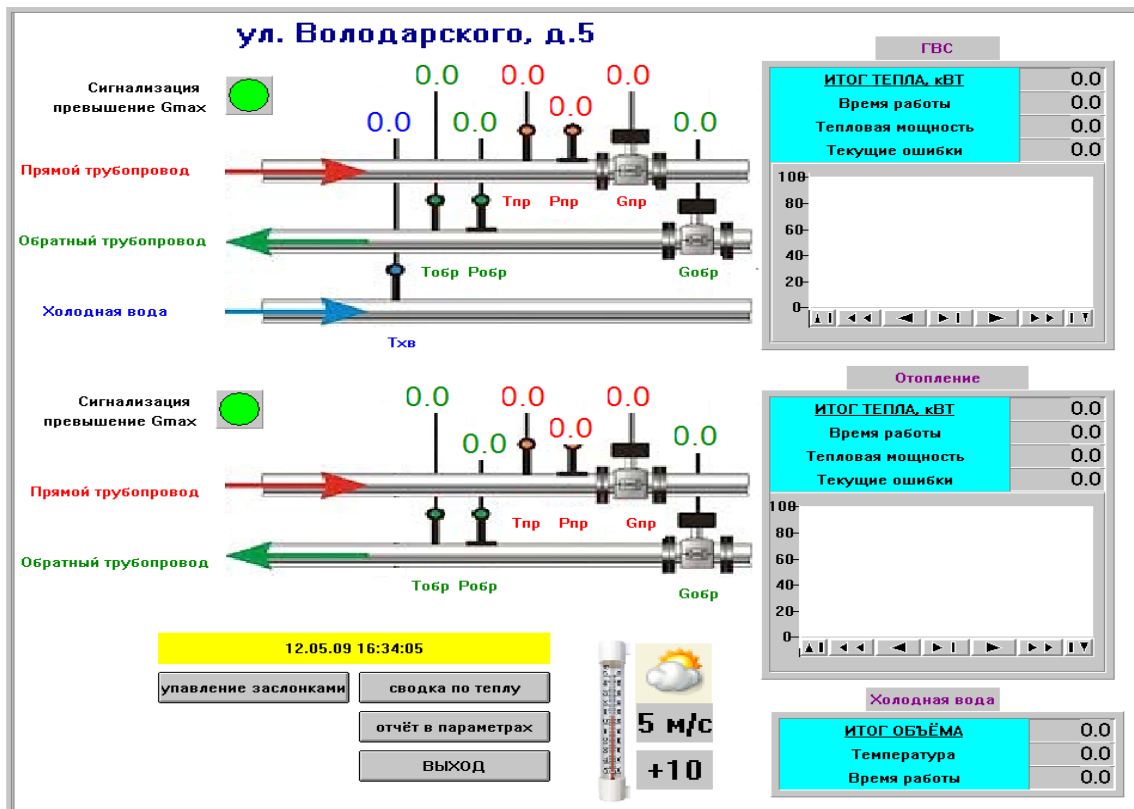 ул. Володарского, д.5
Сигнализация
превышение Gmax
0.0 0.0 0.0
0.0
0.0 0.0 0.0
Прямой трубопровод
Тпр Рпр Gпр
Обратный трубопровод
Тобр Робр Gобр
Холодная вода
Тхв
ГВС
ИТОГ ТЕПЛА, кВТ 0.0
Время работы 0.0
Тепловая мощность 0.0
Текущие ошибки 0.0
100
80
60
40
20
0
Сигнализация
превышение Gmax
0.0 0.0 0.0
0.0 0.0 0.0
Прямой трубопровод
Тпр Рпр Gпр
Обратный трубопровод
Тобр Робр Gобр
Отопление
ИТОГ ТЕПЛА, кВТ 0.0
Время работы 0.0
Тепловая мощность 0.0
Текущие ошибки 0.0
100
80
60
40
20
0
12.05.09 16:34:05
упавление заслонками
сводка по теплу
отчёт в параметрах
ВЫХОД
5 м/с
+10
Холодная вода
ИТОГ ОБЪЁМА 0.0
Температура 0.0
Время работы 0.0